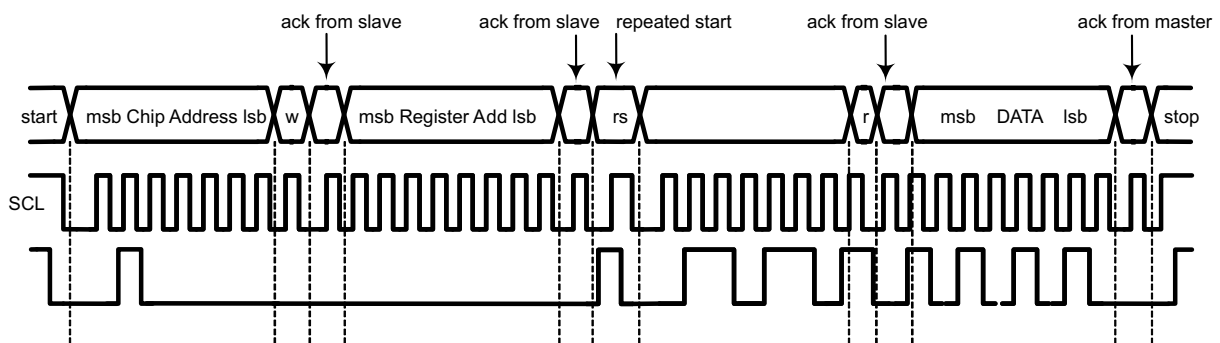 ack from slave ack from slave repeated start ack from slave ack from master
start msb Chip Address lsb w msb Register Add lsb rs r msb DATA lsb stop
SCL